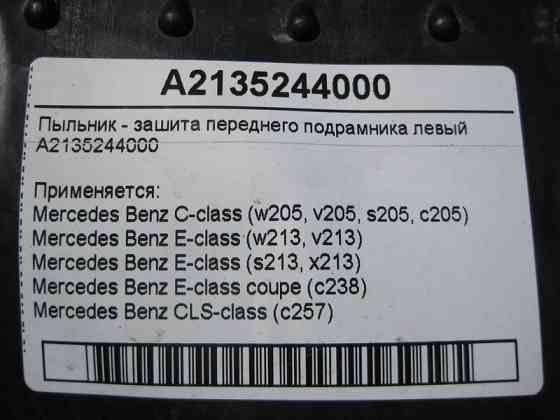 A2135244000
Пыльник - зашита переднего подрамника левый
A2135244000
Применяется:
Mercedes Benz C-class (w205, v205, s205, c205)
Mercedes Benz E-class (w213, v213)
Mercedes Benz E-class (s213, x213)
Mercedes Benz E-class coupe (c238)
Mercedes Benz CLS-class (c257)